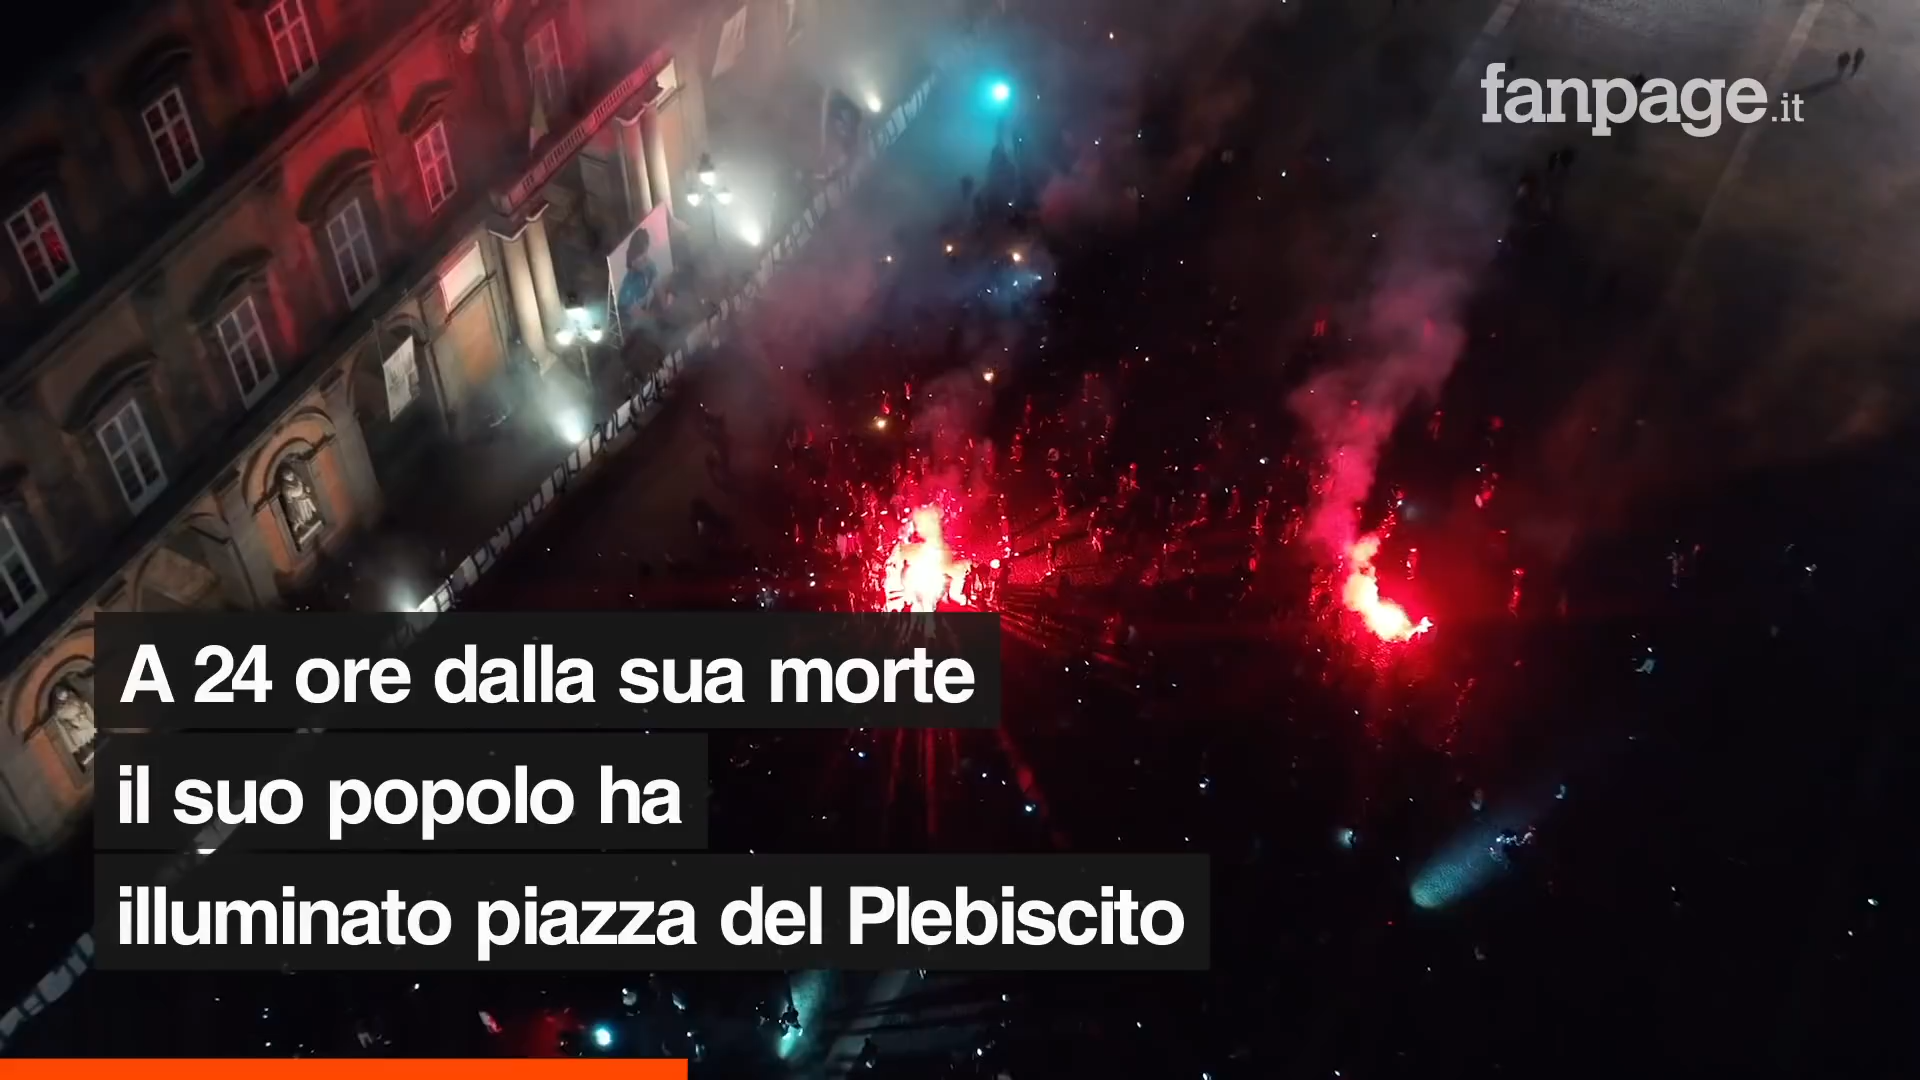 fanpage.it
A 24 ore dalla sua morte
il suo popolo ha
illuminato piazza del Plebiscito